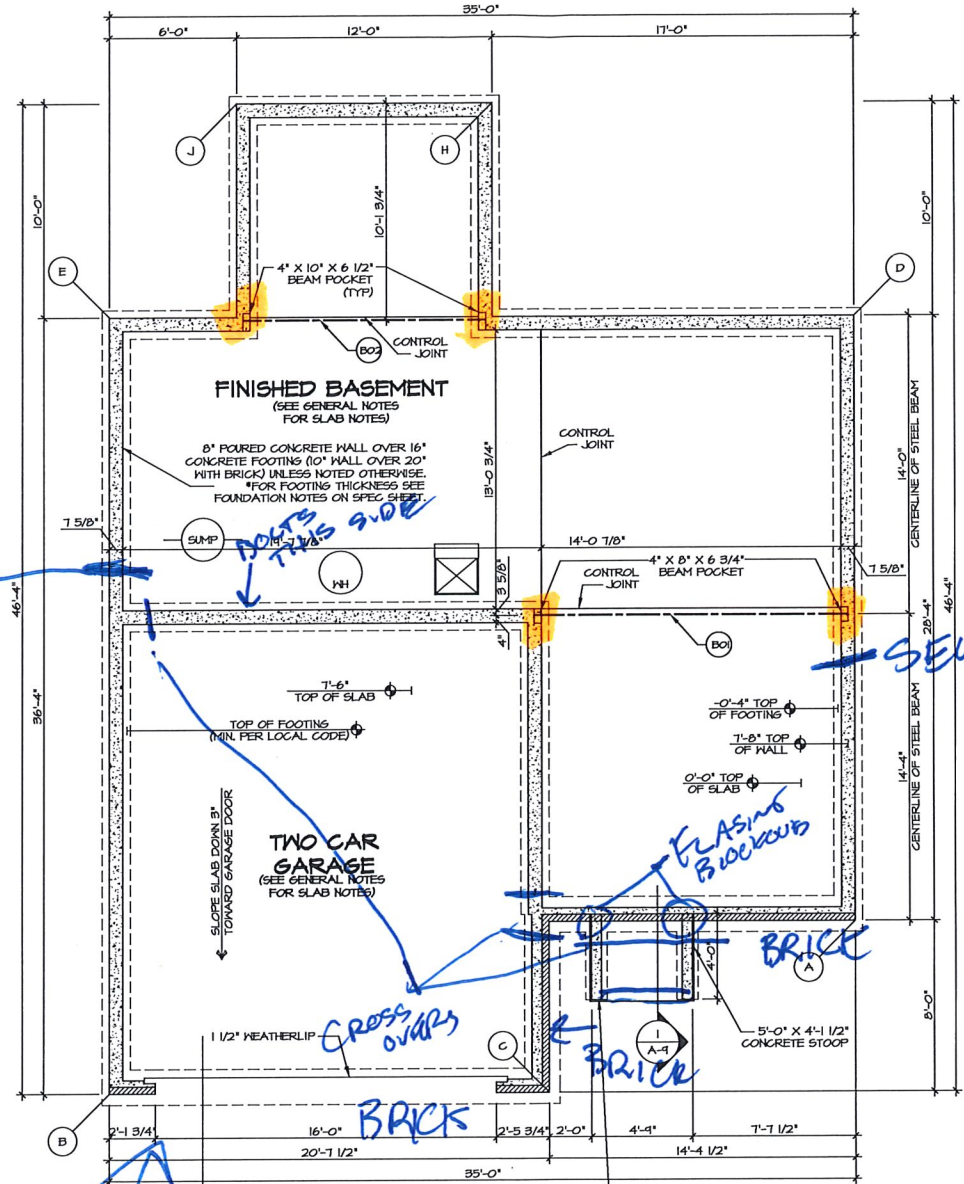 35'-0"
6'-0"
12'-0"
17'-0"
J
H
10'-0"
10'-1 3/4"
10'-0"
E
D
4" X 10" X 6 1/2"
BEAM POCKET
(TYP)
B02
CONTROL
JOINT
FINISHED BASEMENT
(SEE GENERAL NOTES
FOR SLAB NOTES)
8" POURED CONCRETE WALL OVER 16"
CONCRETE FOOTING (10" WALL OVER 20"
WITH BRICK) UNLESS NOTED OTHERWISE.
*FOR FOOTING THICKNESS SEE
FOUNDATION NOTES ON SPEC SHEET.
CONTROL
JOINT
13'-0 3/4"
14'-0"
CENTERLINE OF STEEL BEAM
7 5/8"
SUMP
19'-7 7/8"
THIS SIDE
14'-0 7/8"
7 5/8"
WH
3 5/8"
4" X 8" X 6 3/4"
BEAM POCKET
CONTROL
JOINT
46'-4"
28'-4"
46'-4"
4"
B01
36'-4"
7'-6"
TOP OF SLAB
TOP OF FOOTING
(MIN. PER LOCAL CODE)
-0'-4" TOP
OF FOOTING
7'-8" TOP
OF WALL
0'-0" TOP
OF SLAB
14'-4"
CENTERLINE OF STEEL BEAM
SLOPE SLAB DOWN 3"
TOWARD GARAGE DOOR
TWO CAR
GARAGE
(SEE GENERAL NOTES
FOR SLAB NOTES)
BRICK
A
4'-0"
8'-0"
CROSS
OVERS
1 1/2" WEATHERLIP
C
1
A-9
5'-0" X 4'-1 1/2"
CONCRETE STOOP
BRICK
BRICK
B
2'-1 3/4"
16'-0"
2'-5 3/4"
2'-0"
4'-9"
7'-7 1/2"
20'-7 1/2"
14'-4 1/2"
35'-0"